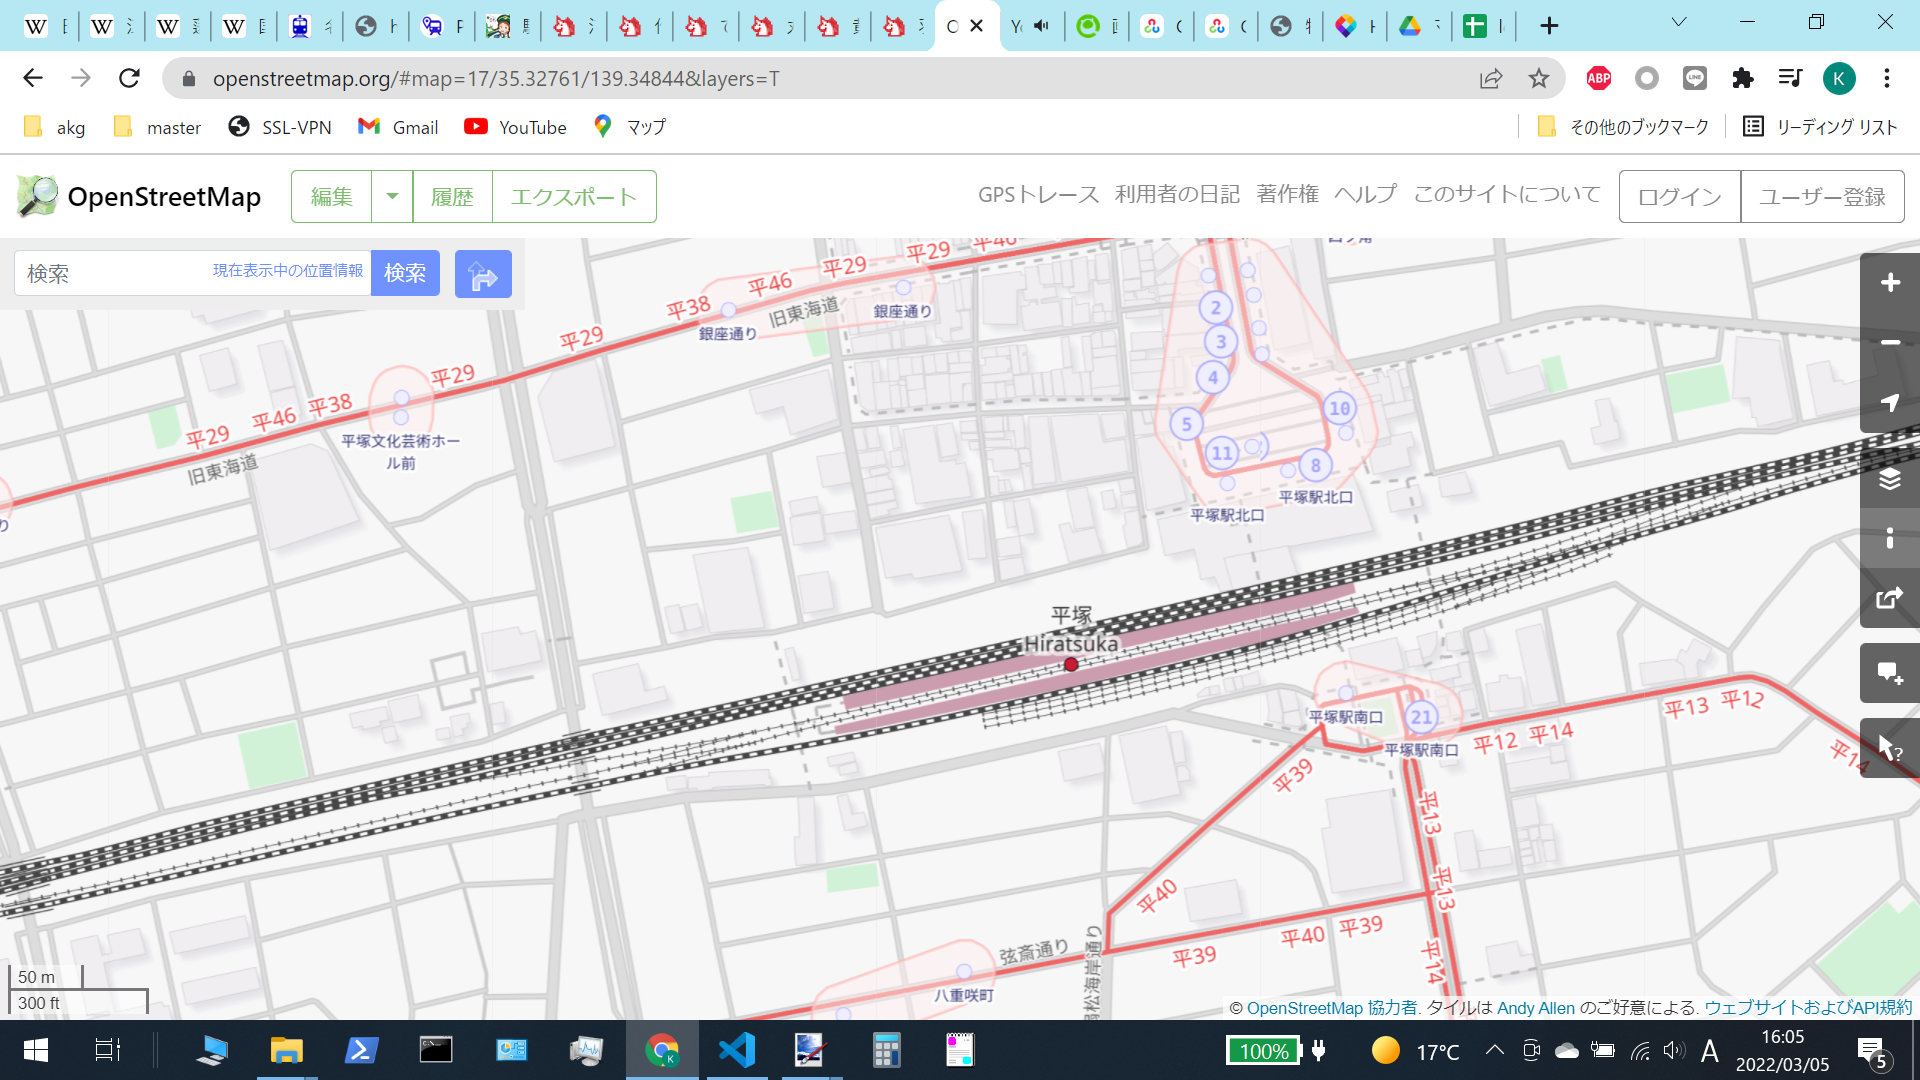 openstreetmap.org/#map=17/35.32761/139.34844&layers=T
ABP
LINE
K
akg
master
SSL-VPN
Gmail
YouTube
マップ
その他のブックマーク
リーディング リスト
OpenStreetMap
編集
履歴
エクスポート
GPSトレース
利用者の日記
著作権
ヘルプ
このサイトについて
ログイン
ユーザー登録
検索
現在表示中の位置情報
検索
平29
平46
平38
平29
平46
平29
平29
平29
平46
平38
旧東海道
旧東海道
銀座通り
銀座通り
平塚文化芸術ホー
ル前
2
3
4
5
11
8
10
平塚駅北口
平塚駅北口
平塚
Hiratsuka
平塚駅南口
21
平塚駅南口
平12
平14
平13
平12
平14
平39
平13
平13
平14
平40
平39
平40
平39
弦斎通り
八重咲町
50 m
300 ft
© OpenStreetMap 協力者. タイルは Andy Allen のご好意による. ウェブサイトおよびAPI規約
100%
17°C
A
16:05
2022/03/05
5